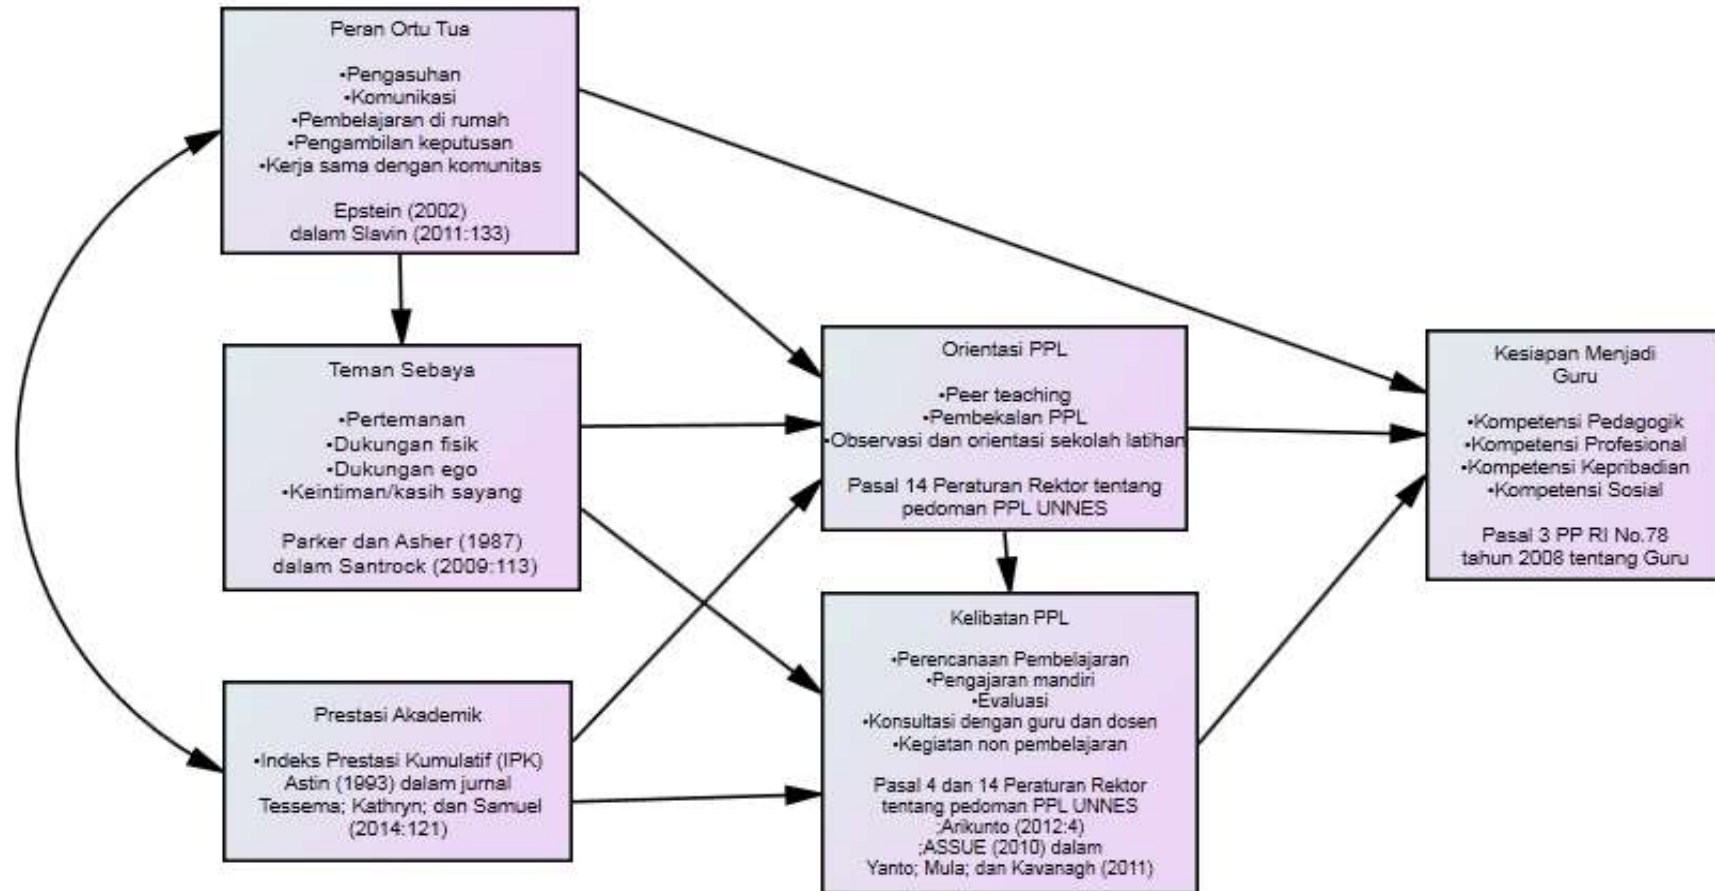 Peran Ortu Tua
•Pengasuhan
•Komunikasi
•Pembelajaran di rumah
•Pengambilan keputusan
•Kerja sama dengan komunitas
Epstein (2002)
dalam Slavin (2011:133)
Teman Sebaya
•Pertemanan
•Dukungan fisik
•Dukungan ego
•Keintiman/kasih sayang
Parker dan Asher (1987)
dalam Santrock (2009:113)
Prestasi Akademik
•Indeks Prestasi Kumulatif (IPK)
Astin (1993) dalam jurnal
Tessema; Kathryn; dan Samuel
(2014:121)
Orientasi PPL
•Peer teaching
•Pembekalan PPL
•Observasi dan orientasi sekolah latihan
Pasal 14 Peraturan Rektor tentang
pedoman PPL UNNES
Kelibatan PPL
•Perencanaan Pembelajaran
•Pengajaran mandiri
•Evaluasi
•Konsultasi dengan guru dan dosen
•Kegiatan non pembelajaran
Pasal 4 dan 14 Peraturan Rektor
tentang pedoman PPL UNNES
;Arikunto (2012:4)
;ASSUE (2010) dalam
Yanto; Mula; dan Kavanagh (2011)
Kesiapan Menjadi
Guru
•Kompetensi Pedagogik
•Kompetensi Profesional
•Kompetensi Kepribadian
•Kompetensi Sosial
Pasal 3 PP RI No.78
tahun 2008 tentang Guru